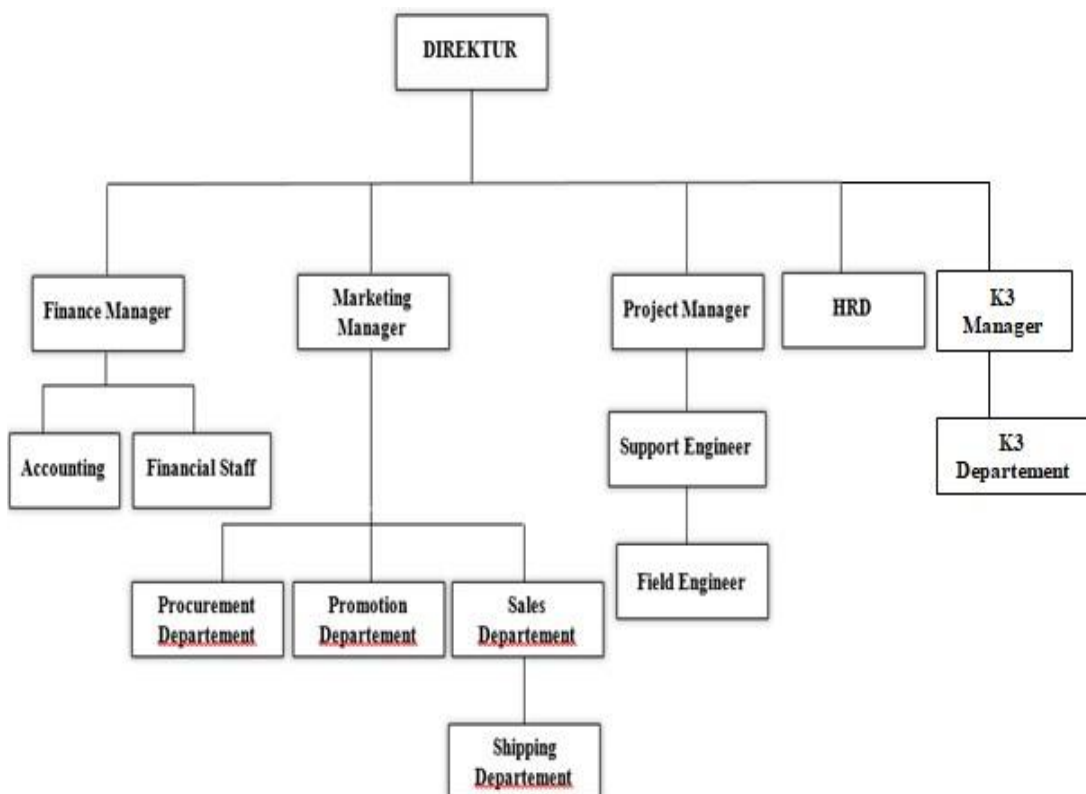 DIREKTUR
Finance Manager
Marketing
Manager
Project Manager
HRD
K3
Manager
Accounting
Financial Staff
Support Engineer
K3
Departement
Procurement
Departement
Promotion
Departement
Sales
Departement
Field Engineer
Shipping
Departement